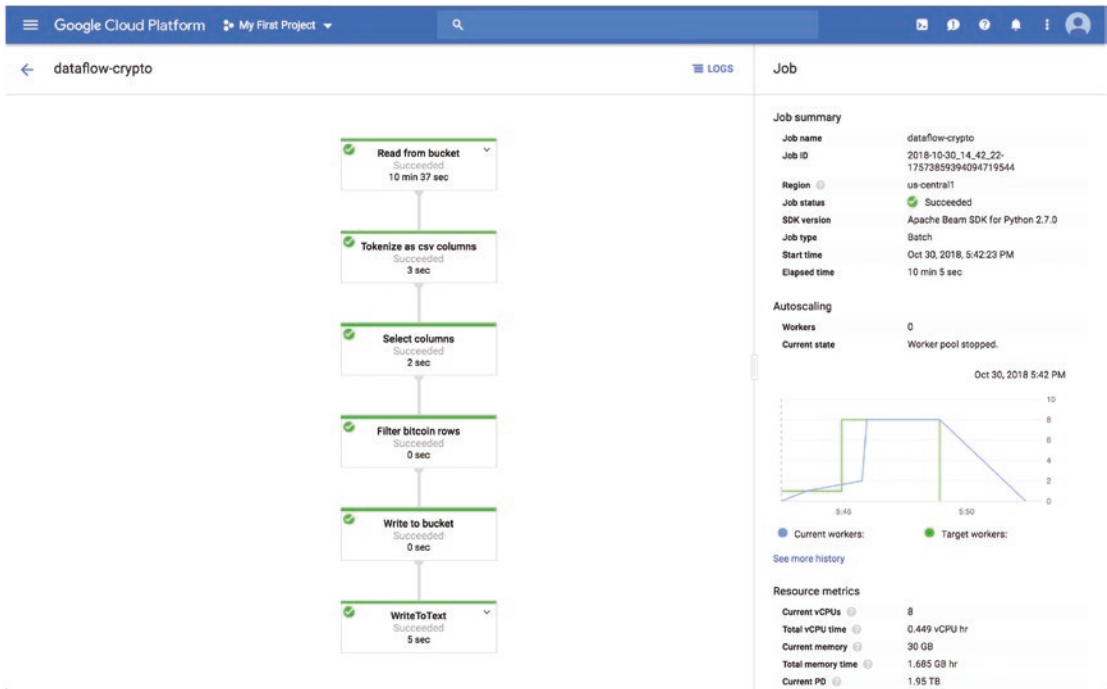 Google Cloud Platform
My First Project
dataflow-crypto
LOGS
Read from bucket
Succeeded
10 min 37 sec
Tokenize as csv columns
Succeeded
3 sec
Select columns
Succeeded
2 sec
Filter bitcoin rows
Succeeded
0 sec
Write to bucket
Succeeded
0 sec
WriteToText
Succeeded
5 sec
Job
Job summary
Job name dataflow-crypto
Job ID 2018-10-30_14_42_22-
17573859394094719544
Region us-central1
Job status Succeeded
SDK version Apache Beam SDK for Python 2.7.0
Job type Batch
Start time Oct 30, 2018, 5:42:23 PM
Elapsed time 10 min 5 sec
Autoscaling
Workers 0
Current state Worker pool stopped.
Oct 30, 2018 5:42 PM
10
8
6
4
2
0
5:45 5:50
Current workers: Target workers:
See more history
Resource metrics
Current vCPUs 8
Total vCPU time 0.449 vCPU hr
Current memory 30 GB
Total memory time 1.685 GB hr
Current PD 1.95 TB